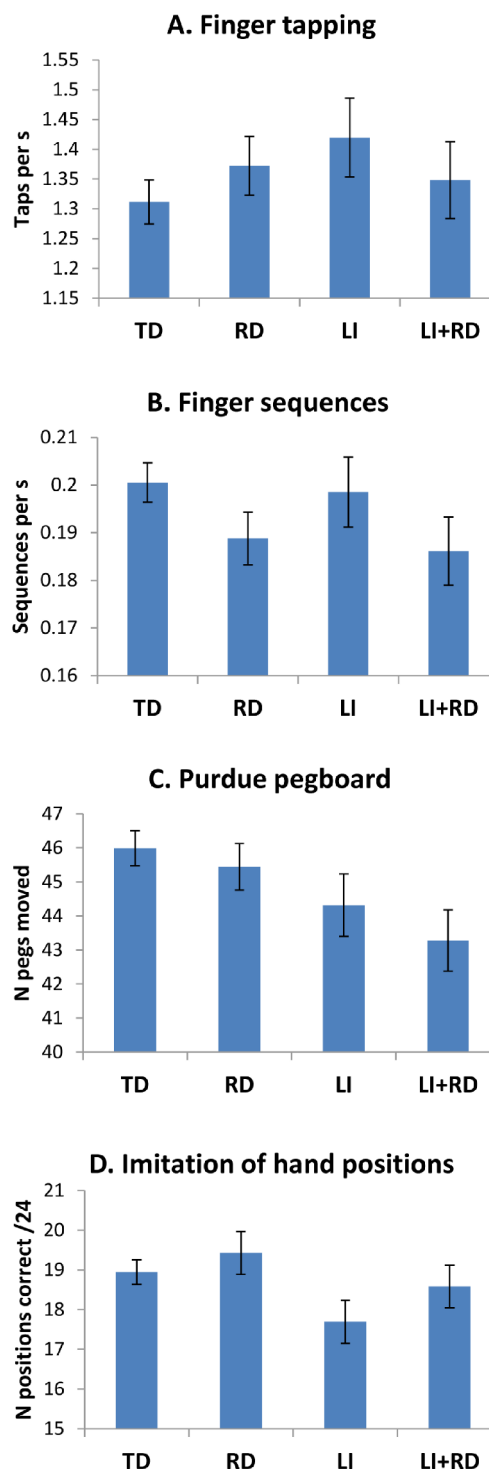 A. Finger tapping
Taps per s
1.55
1.5
1.45
1.4
1.35
1.3
1.25
1.2
1.15
TD RD LI LI+RD
B. Finger sequences
Sequences per s
0.21
0.2
0.19
0.18
0.17
0.16
TD RD LI LI+RD
C. Purdue pegboard
N pegs moved
47
46
45
44
43
42
41
40
TD RD LI LI+RD
D. Imitation of hand positions
N positions correct /24
21
20
19
18
17
16
15
TD RD LI LI+RD